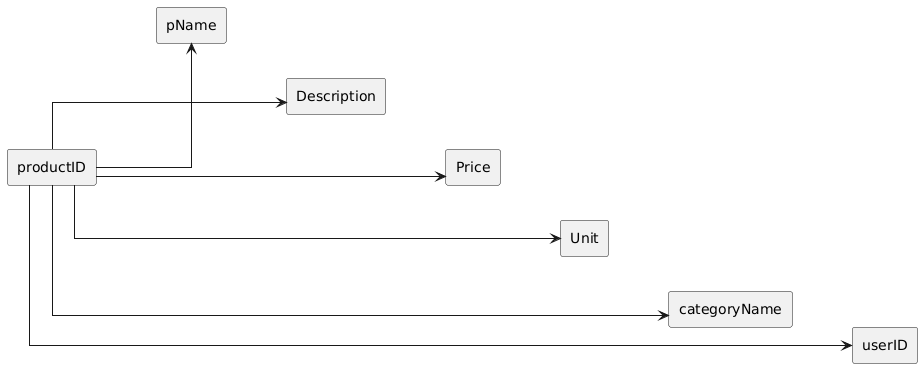 pName
Description
productID
Price
Unit
categoryName
userID